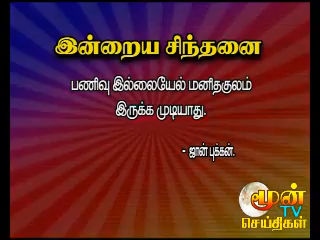 இன்றைய சிந்தனை
பணிவு இல்லையேல் மனிதகுலம்
இருக்க முடியாது.
- ஜான் புக்கன்.
மூன்
TV
செய்திகள்